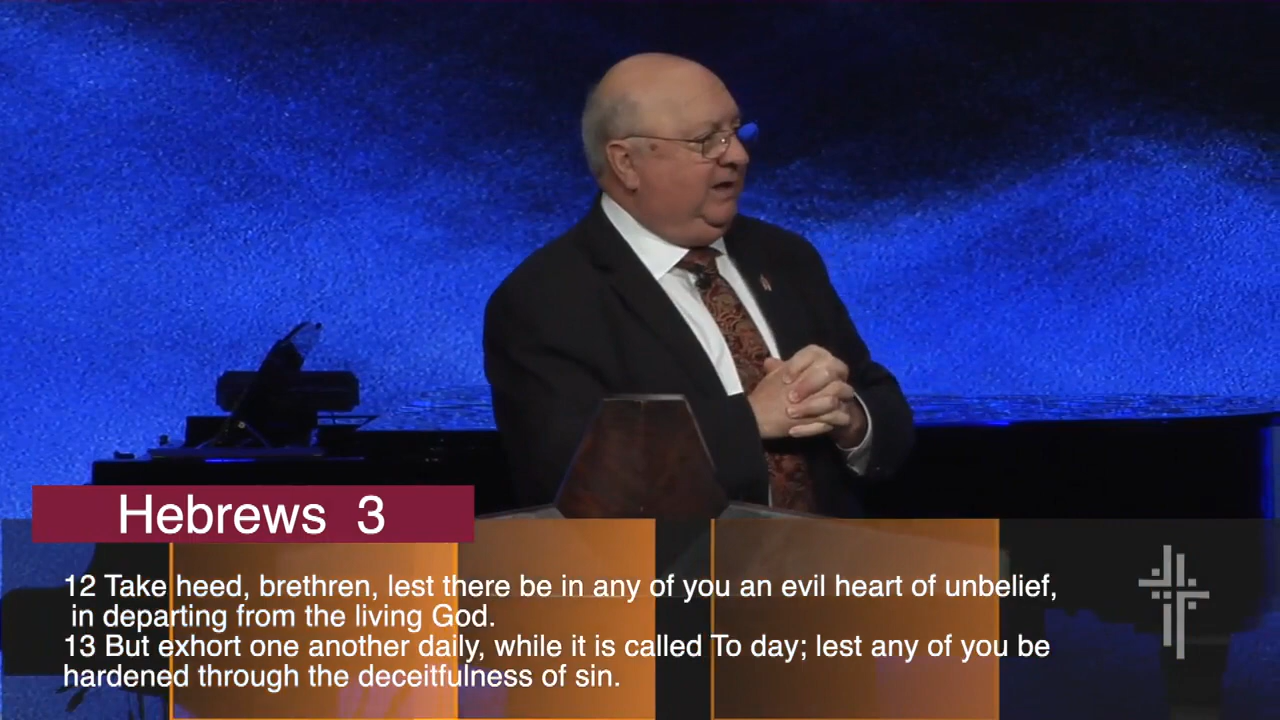 Hebrews 3
12 Take heed, brethren, lest there be in any of you an evil heart of unbelief,
in departing from the living God.
13 But exhort one another daily, while it is called To day; lest any of you be
hardened through the deceitfulness of sin.